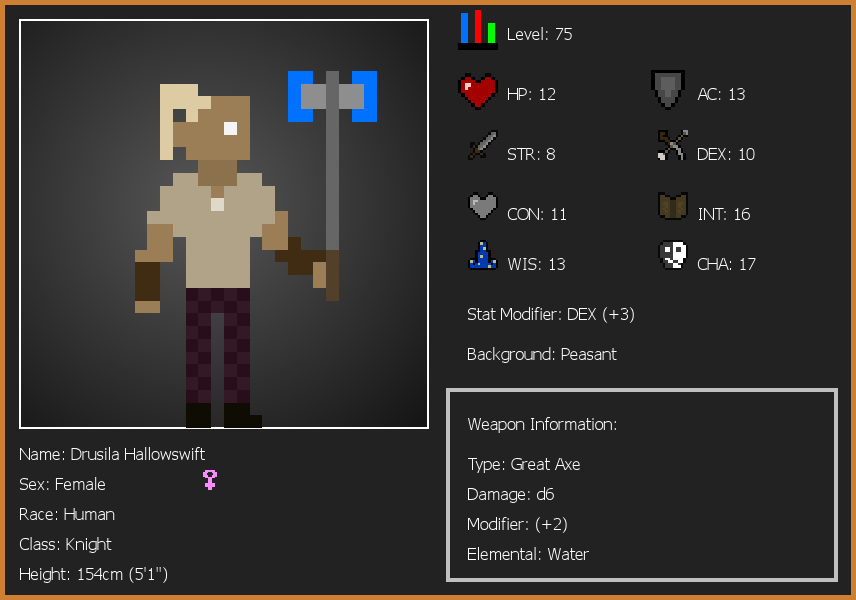 Level: 75
HP: 12
AC: 13
STR: 8
DEX: 10
CON: 11
INT: 16
WIS: 13
CHA: 17
Stat Modifier: DEX (+3)
Background: Peasant
Weapon Information:
Type: Great Axe
Damage: d6
Modifier: (+2)
Elemental: Water
Name: Drusila Hallowswift
Sex: Female
Race: Human
Class: Knight
Height: 154cm (5'1")